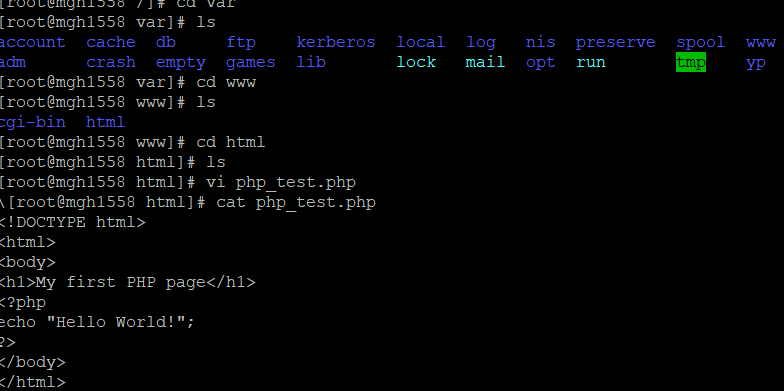 [root@mgh1558 /]# cd var
[root@mgh1558 var]# ls
account  cache  db     ftp    kerberos  local  log   nis  preserve  spool  www
adm      crash  empty  games  lib       lock   mail  opt  run       tmp    yp
[root@mgh1558 var]# cd www
[root@mgh1558 www]# ls
cgi-bin  html
[root@mgh1558 www]# cd html
[root@mgh1558 html]# ls
[root@mgh1558 html]# vi php_test.php
\[root@mgh1558 html]# cat php_test.php
<!DOCTYPE html>
<html>
<body>
<h1>My first PHP page</h1>
<?php
echo "Hello World!";
?>
</body>
</html>